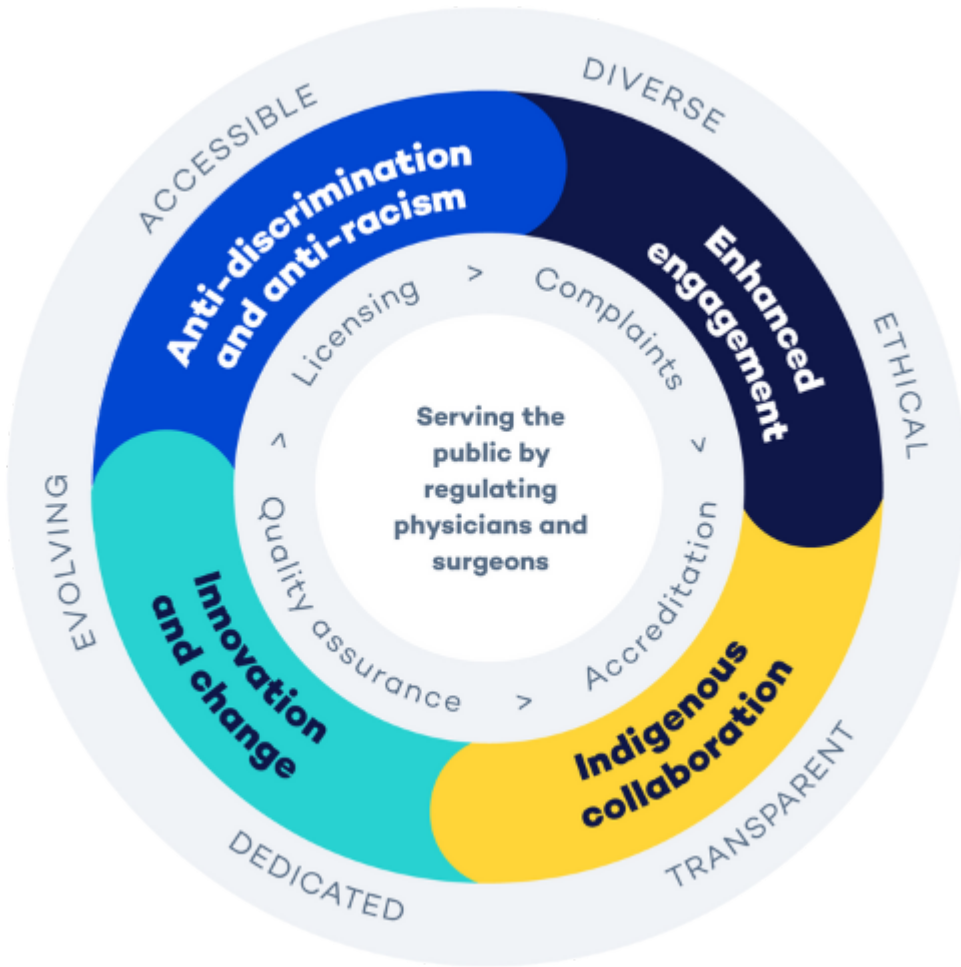 ACCESSIBLE
DIVERSE
ETHICAL
TRANSPARENT
DEDICATED
EVOLVING
Anti-discrimination
and anti-racism
Enhanced
engagement
Indigenous
collaboration
Innovation
and change
Licensing >
Complaints >
Accreditation >
Quality assurance >
Serving the
public by
regulating
physicians and
surgeons